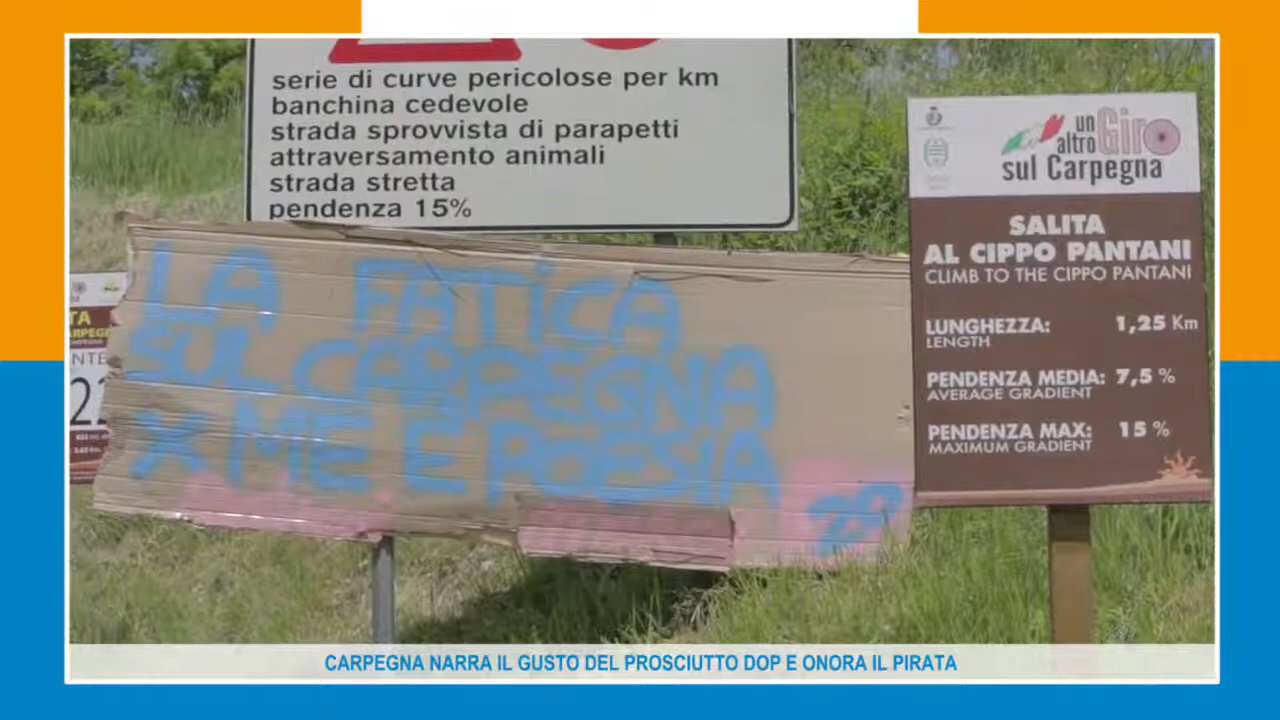 serie di curve pericolose per km
banchina cedevole
strada sprovvista di parapetti
attraversamento animali
strada stretta
pendenza 15%
LA FATiCA
SUL CARPEGNA
X ME E POESIA
un
altro Giro
sul Carpegna
SALITA
AL CIPPO PANTANI
CLIMB TO THE CIPPO PANTANI
LUNGHEZZA: 1,25 Km
LENGTH
PENDENZA MEDIA: 7,5 %
AVERAGE GRADIENT
PENDENZA MAX: 15 %
MAXIMUM GRADIENT
CARPEGNA NARRA IL GUSTO DEL PROSCIUTTO DOP E ONORA IL PIRATA